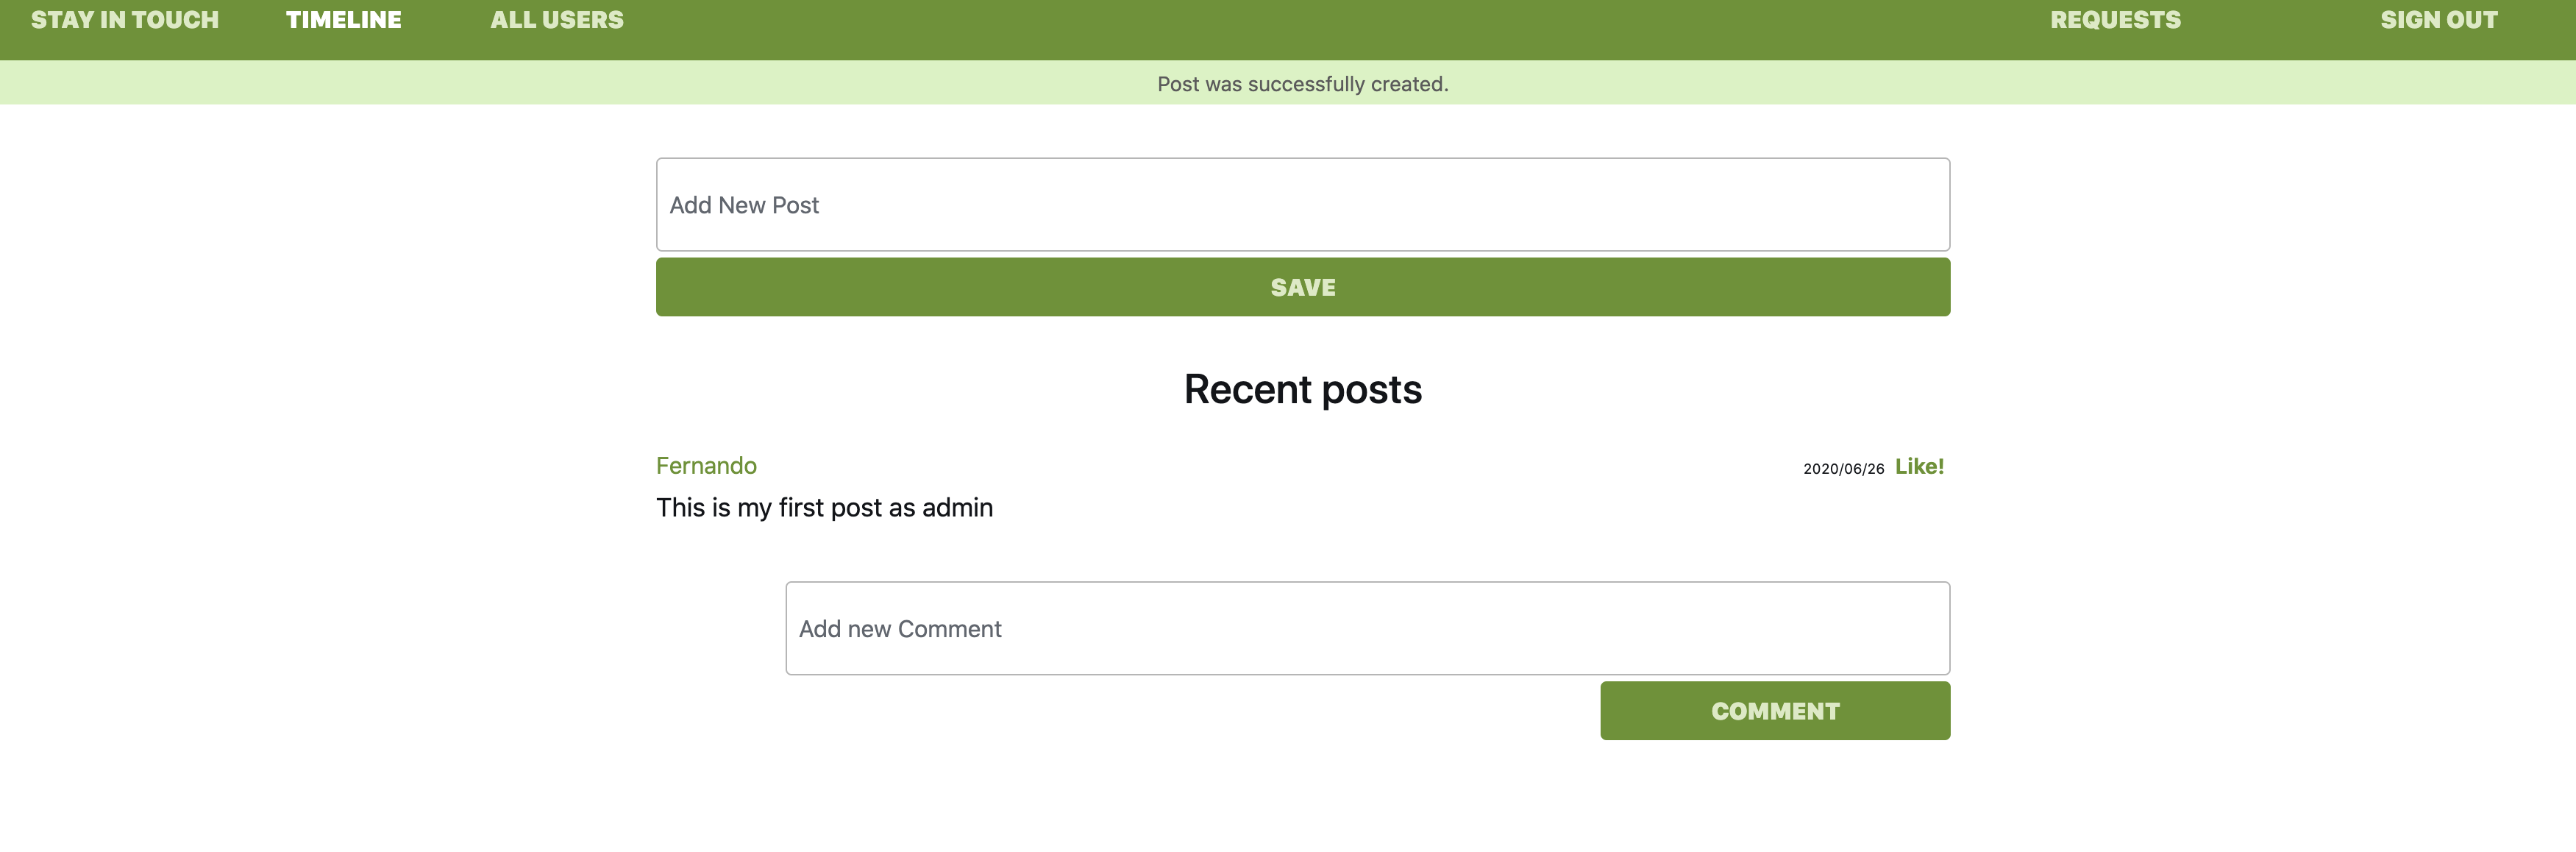 STAY IN TOUCH TIMELINE ALL USERS REQUESTS SIGN OUT
Post was successfully created.
Add New Post
SAVE
Recent posts
Fernando 2020/06/26 Like!
This is my first post as admin
Add new Comment
COMMENT